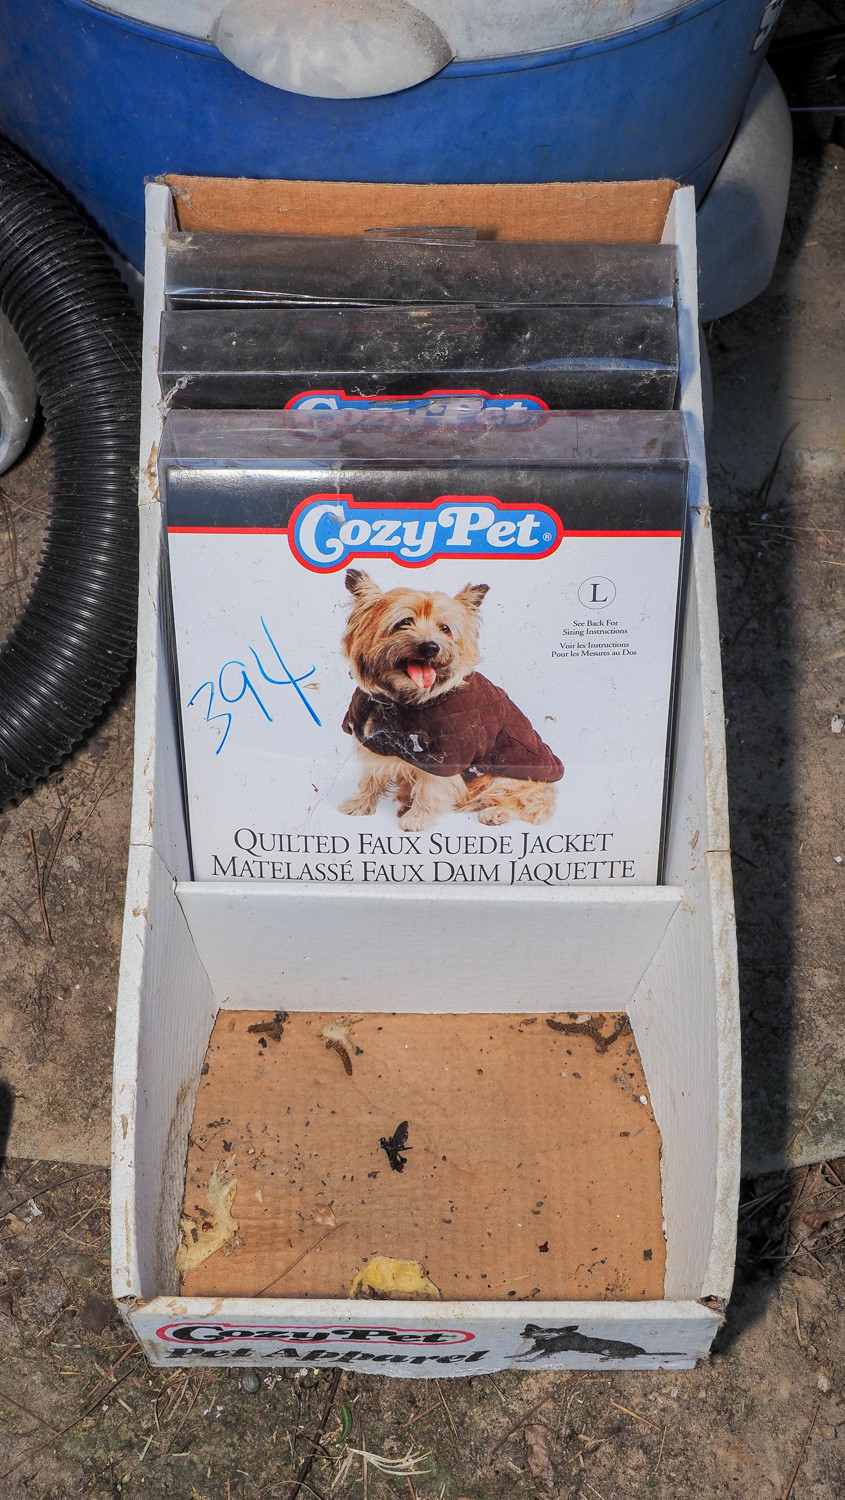 CozyPet
CozyPet®
L
See Back For
Sizing Instructions
Voir les Instructions
Pour les Mesures au Dos
394
QUILTED FAUX SUEDE JACKET
MATELASSÉ FAUX DAIM JAQUETTE
CozyPet
Pet Apparel